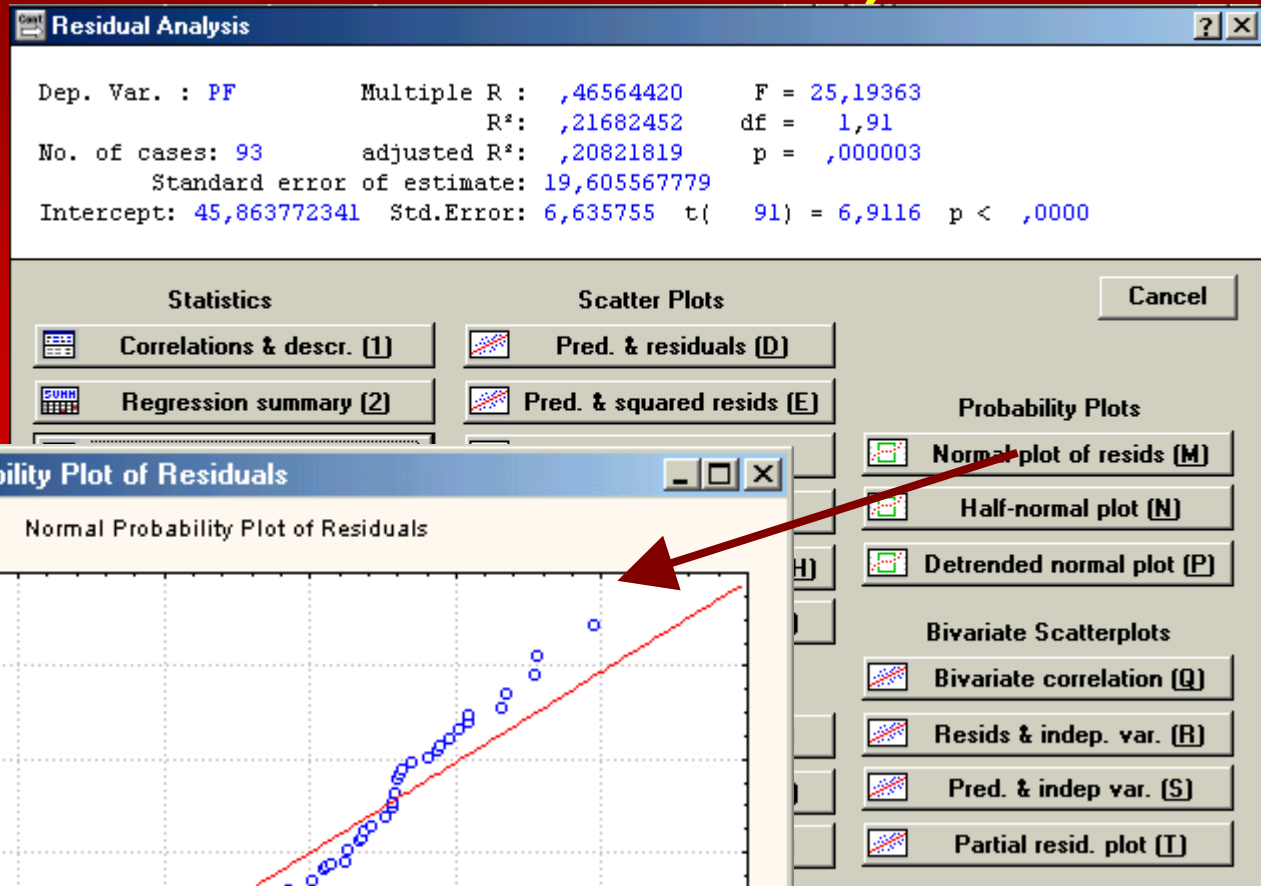 Residual Analysis
Dep. Var. : PF Multiple R : ,46564420 F = 25,19363
R²: ,21682452 df = 1,91
No. of cases: 93 adjusted R²: ,20821819 p = ,000003
Standard error of estimate: 19,605567779
Intercept: 45,863772341 Std.Error: 6,635755 t( 91) = 6,9116 p < ,0000
Cancel
Statistics
Correlations & descr. (1)
Regression summary (2)
Scatter Plots
Pred. & residuals (D)
Pred. & squared resids (E)
H)
Probability Plots
Normal plot of resids (M)
Half-normal plot (N)
Detrended normal plot (P)
Bivariate Scatterplots
Bivariate correlation (Q)
Resids & indep. var. (R)
Pred. & indep var. (S)
Partial resid. plot (T)
bility Plot of Residuals
Normal Probability Plot of Residuals